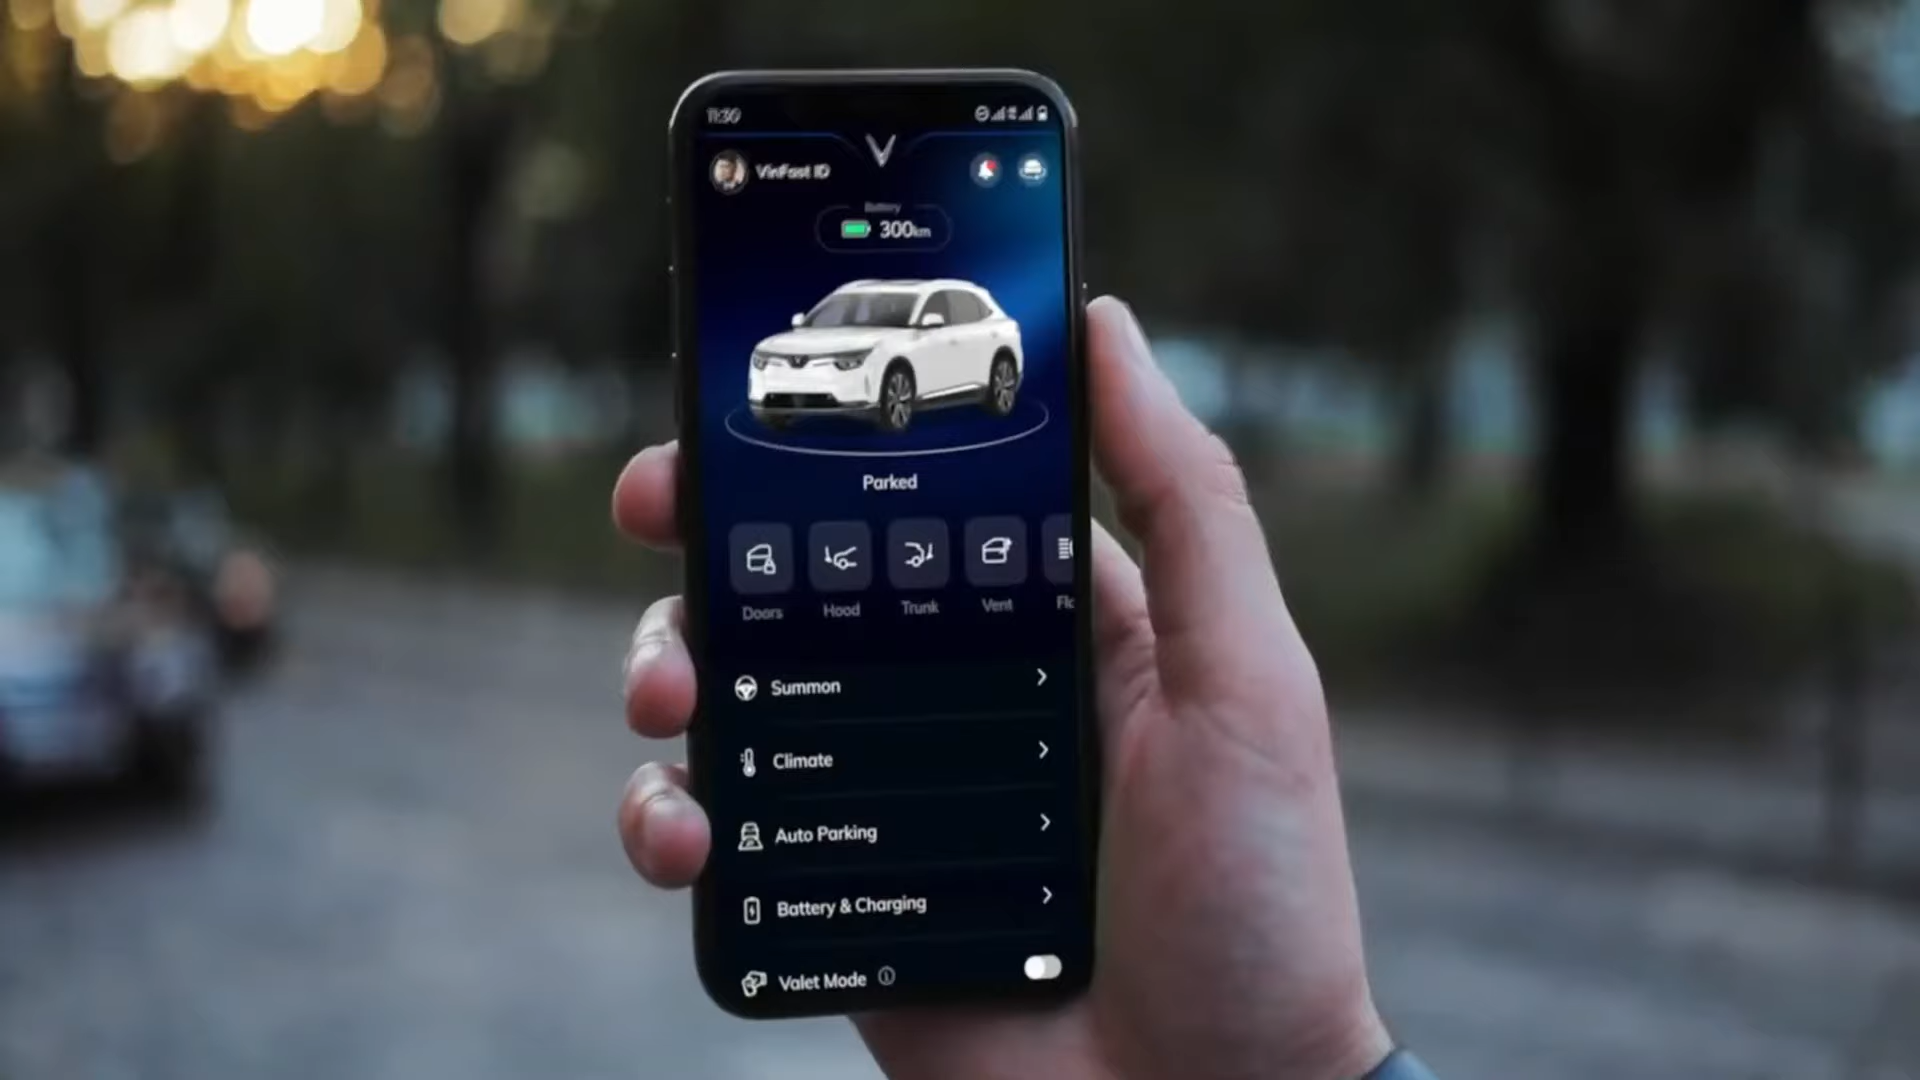 11:30
VinFast ID
Battery
300km
Parked
Doors
Hood
Trunk
Vent
Summon
Climate
Auto Parking
Battery & Charging
Valet Mode